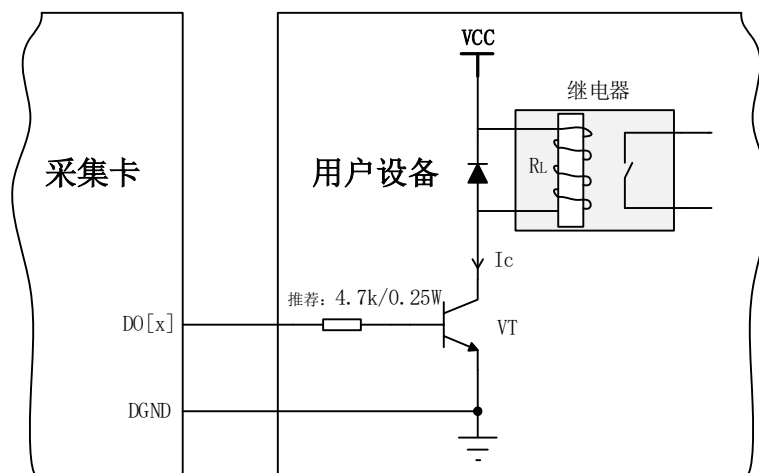 VCC
继电器
采集卡
用户设备
RL
Ic
推荐: 4.7k/0.25W
DO[x]
VT
DGND